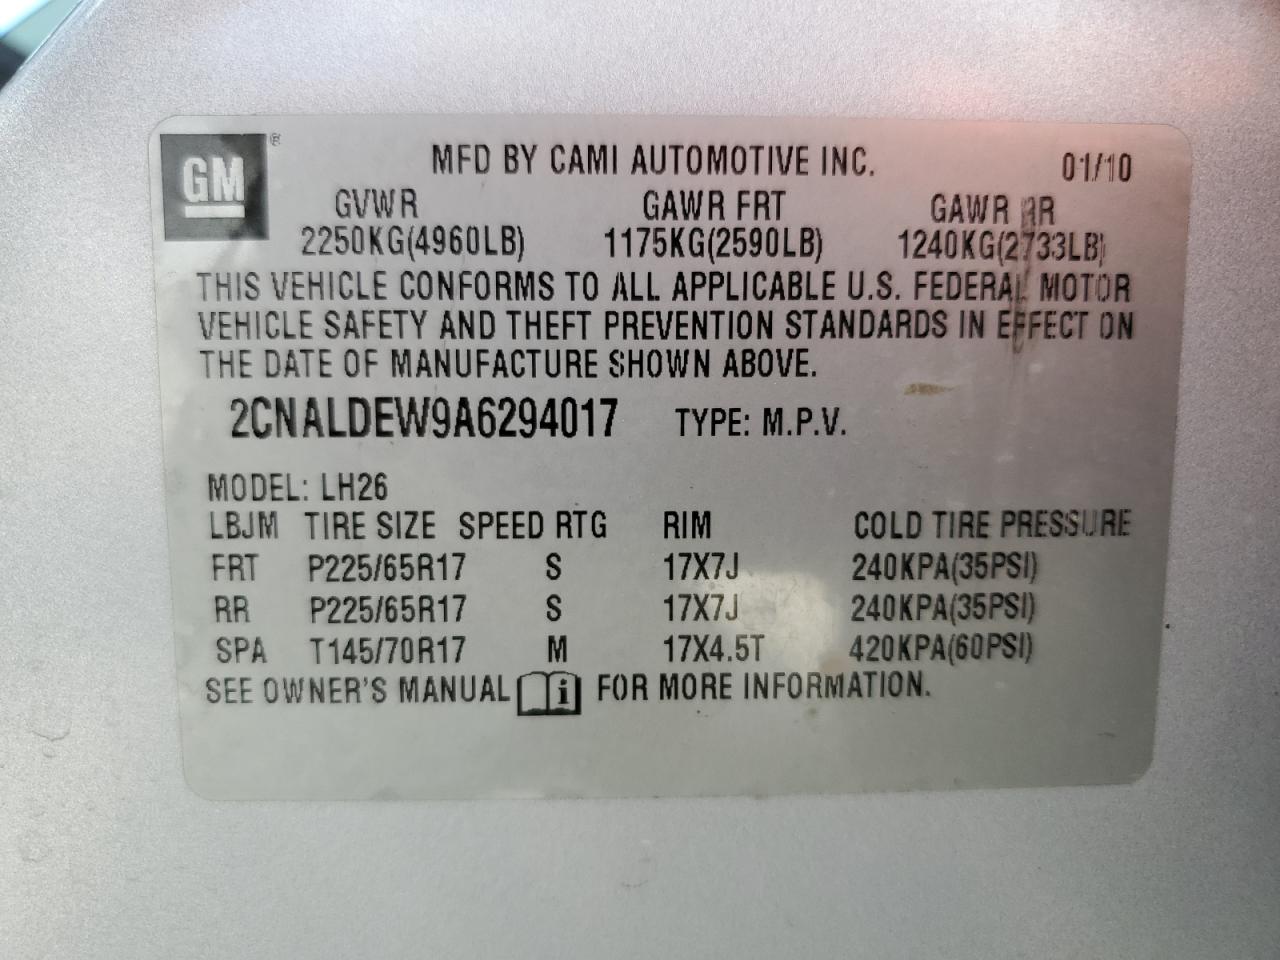 GM ® MFD BY CAMI AUTOMOTIVE INC. 01/10
GVWR GAWR FRT GAWR RR
2250KG(4960LB) 1175KG(2590LB) 1240KG(2733LB)
THIS VEHICLE CONFORMS TO ALL APPLICABLE U.S. FEDERAL MOTOR
VEHICLE SAFETY AND THEFT PREVENTION STANDARDS IN EFFECT ON
THE DATE OF MANUFACTURE SHOWN ABOVE.
2CNALDEW9A6294017 TYPE: M.P.V.
MODEL: LH26
LBJM TIRE SIZE SPEED RTG RIM COLD TIRE PRESSURE
FRT P225/65R17 S 17X7J 240KPA(35PSI)
RR P225/65R17 S 17X7J 240KPA(35PSI)
SPA T145/70R17 M 17X4.5T 420KPA(60PSI)
SEE OWNER'S MANUAL i FOR MORE INFORMATION.